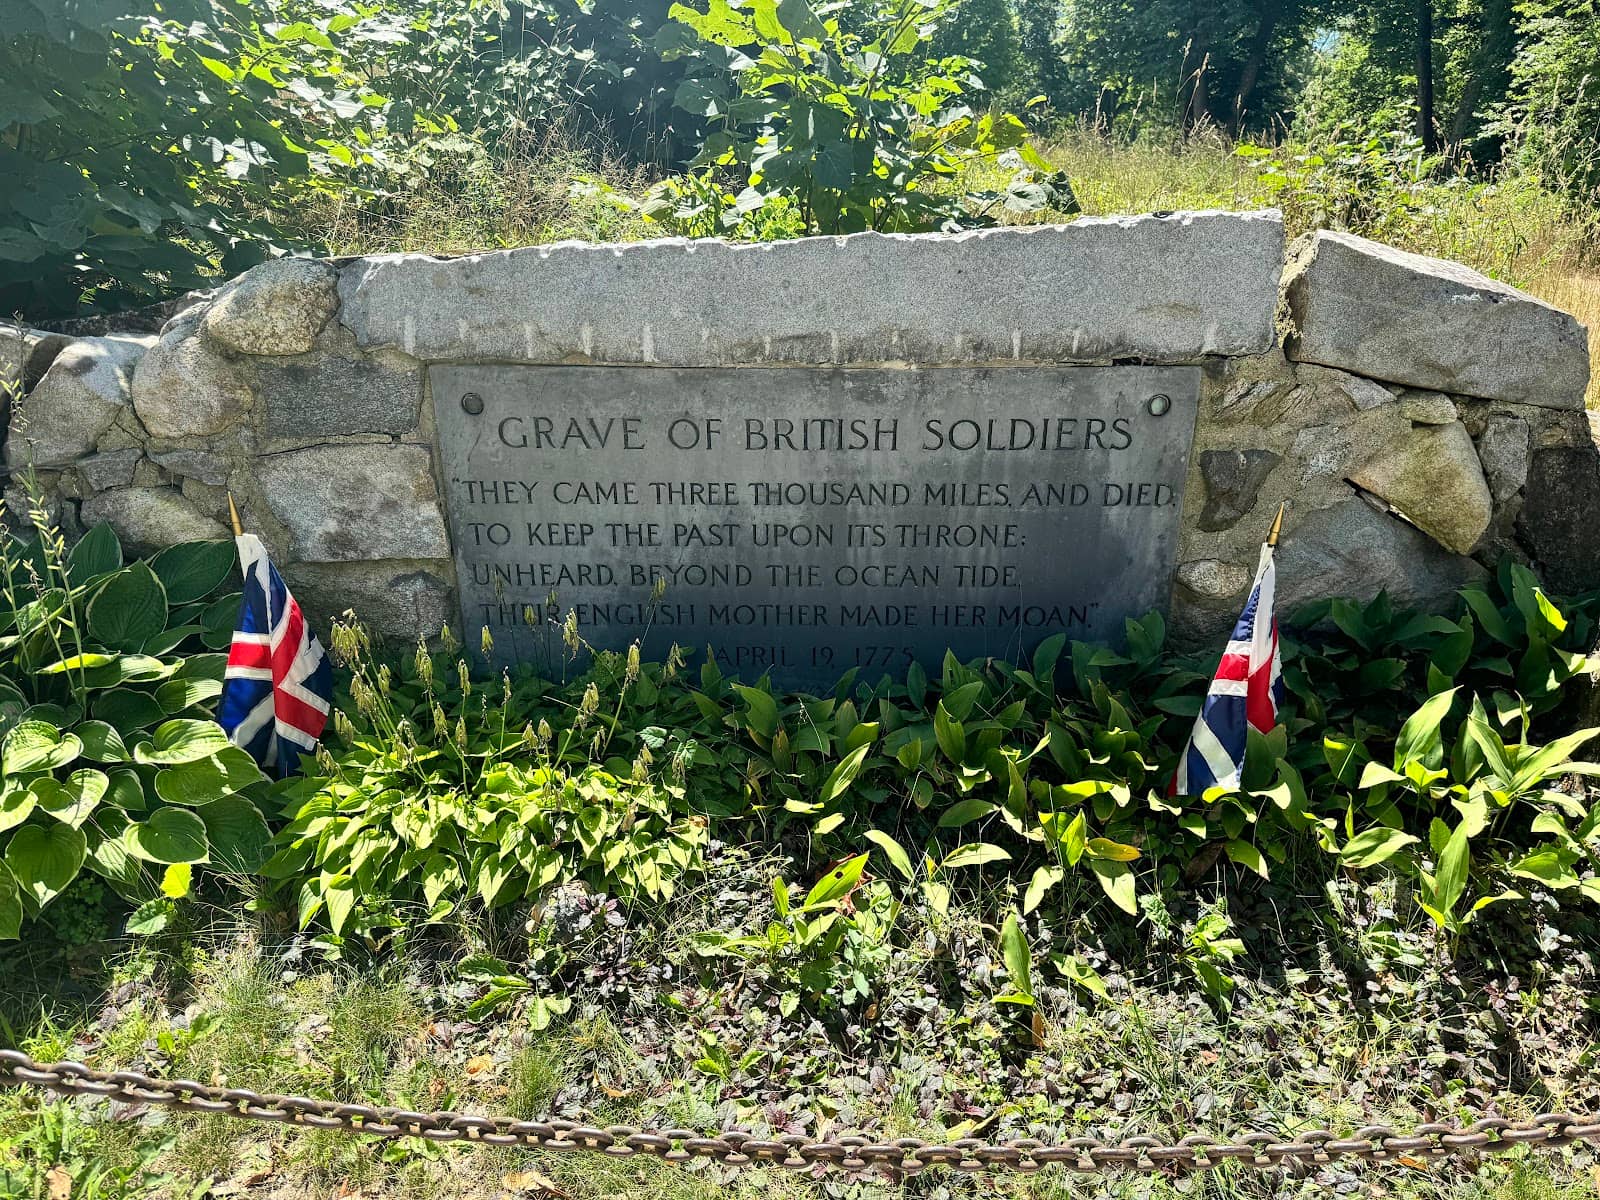 GRAVE OF BRITISH SOLDIERS
"THEY CAME THREE THOUSAND MILES, AND DIED,
TO KEEP THE PAST UPON ITS THRONE:
UNHEARD, BEYOND THE OCEAN TIDE,
THEIR ENGLISH MOTHER MADE HER MOAN."
APRIL 19, 1775